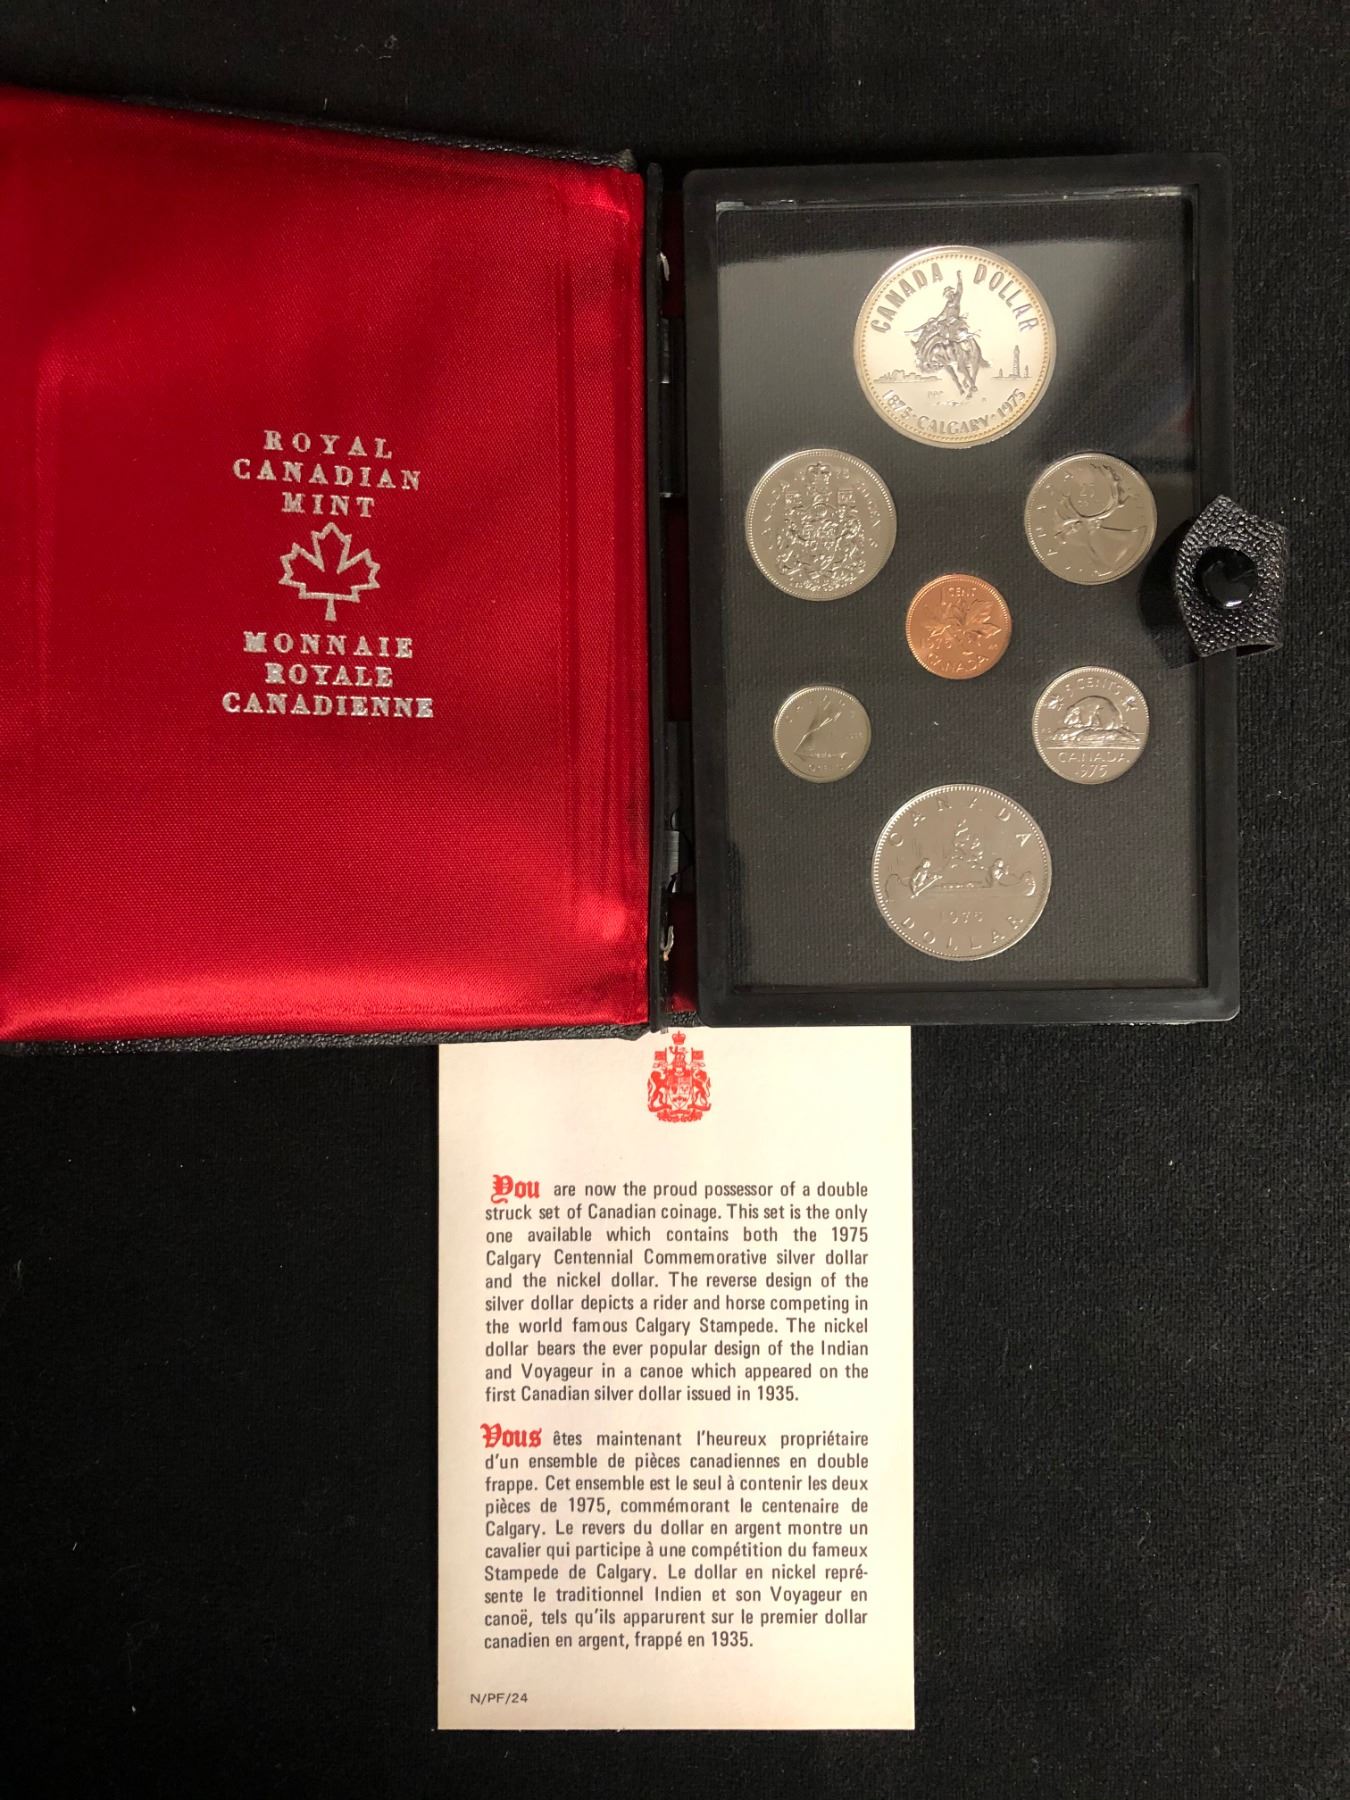 ROYAL
CANADIAN
MINT
MONNAIE
ROYALE
CANADIENNE
CANADA DOLLAR
1875·CALGARY·1975
1 CENT
1975
CANADA
5 CENTS
CANADA
1975
CANADA
1975
DOLLAR
You are now the proud possessor of a double
struck set of Canadian coinage. This set is the only
one available which contains both the 1975
Calgary Centennial Commemorative silver dollar
and the nickel dollar. The reverse design of the
silver dollar depicts a rider and horse competing in
the world famous Calgary Stampede. The nickel
dollar bears the ever popular design of the Indian
and Voyageur in a canoe which appeared on the
first Canadian silver dollar issued in 1935.
Vous êtes maintenant l'heureux propriétaire
d'un ensemble de pièces canadiennes en double
frappe. Cet ensemble est le seul à contenir les deux
pièces de 1975, commémorant le centenaire de
Calgary. Le revers du dollar en argent montre un
cavalier qui participe à une compétition du fameux
Stampede de Calgary. Le dollar en nickel repré-
sente le traditionnel Indien et son Voyageur en
canoë, tels qu'ils apparurent sur le premier dollar
canadien en argent, frappé en 1935.
N/PF/24